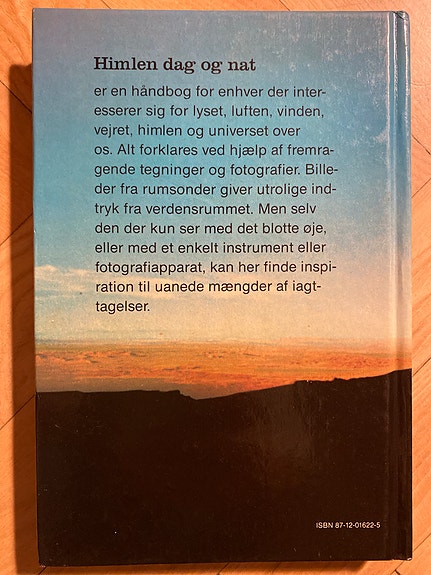 Himlen dag og nat
er en håndbog for enhver der inter-
esserer sig for lyset, luften, vinden,
vejret, himlen og universet over
os. Alt forklares ved hjælp af fremra-
gende tegninger og fotografier. Bille-
der fra rumsonder giver utrolige ind-
tryk fra verdensrummet. Men selv
den der kun ser med det blotte øje,
eller med et enkelt instrument eller
fotografiapparat, kan her finde inspi-
ration til uanede mængder af iagt-
tagelser.
ISBN 87-12-01622-5